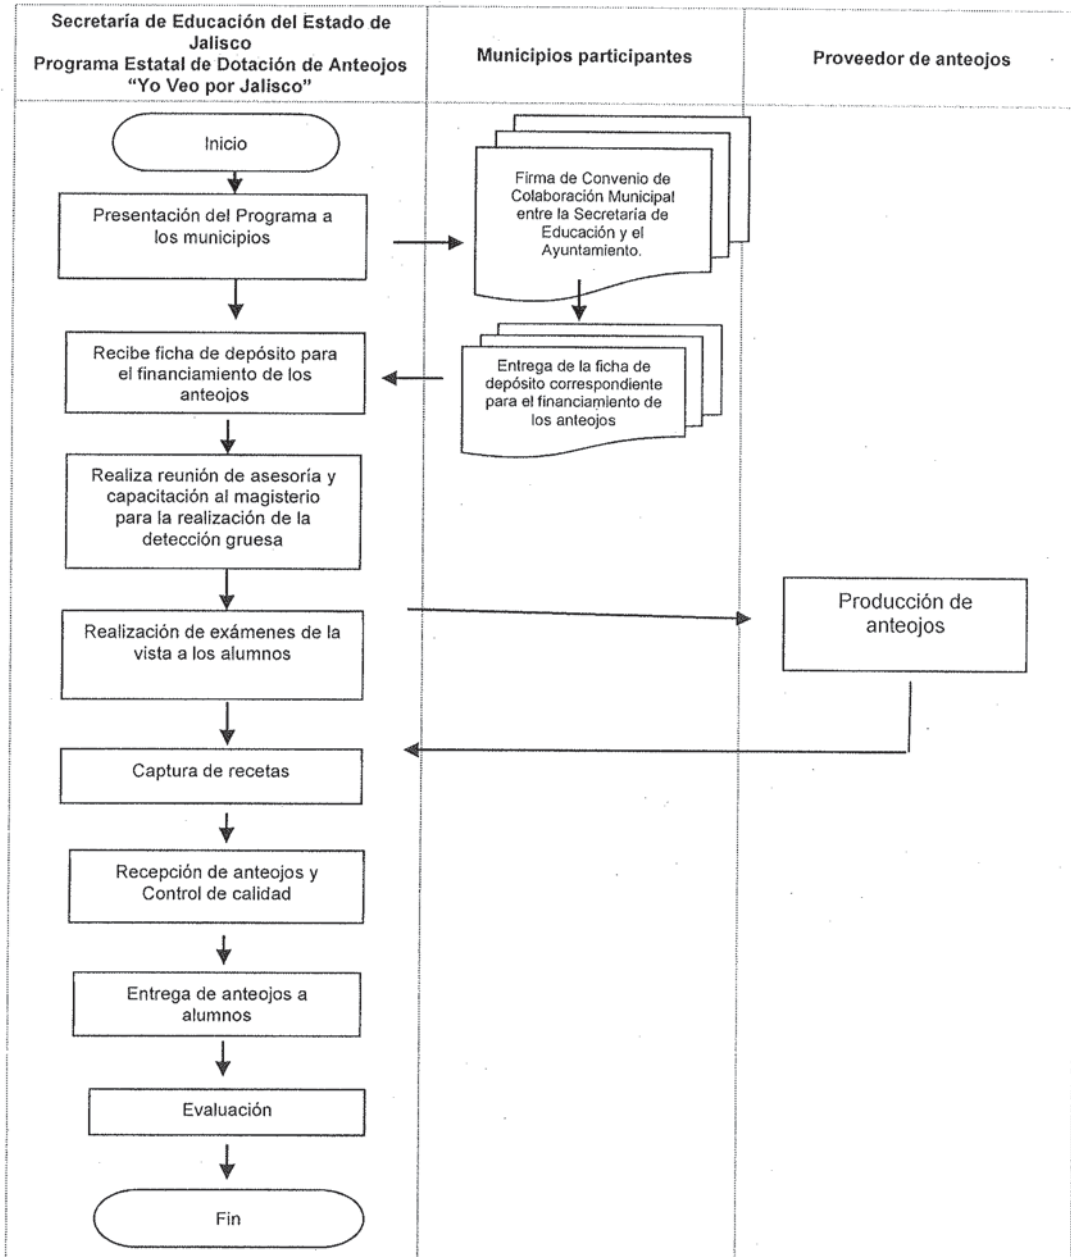 Secretaría de Educación del Estado de
Jalisco
Programa Estatal de Dotación de Anteojos
“Yo Veo por Jalisco”
Municipios participantes
Proveedor de anteojos
Inicio
Presentación del Programa a
los municipios
Firma de Convenio de
Colaboración Municipal
entre la Secretaría de
Educación y el
Ayuntamiento.
Recibe ficha de depósito para
el financiamiento de los
anteojos
Entrega de la ficha de
depósito correspondiente
para el financiamiento de
los anteojos
Realiza reunión de asesoría y
capacitación al magisterio
para la realización de la
detección gruesa
Realización de exámenes de la
vista a los alumnos
Producción de
anteojos
Captura de recetas
Recepción de anteojos y
Control de calidad
Entrega de anteojos a
alumnos
Evaluación
Fin